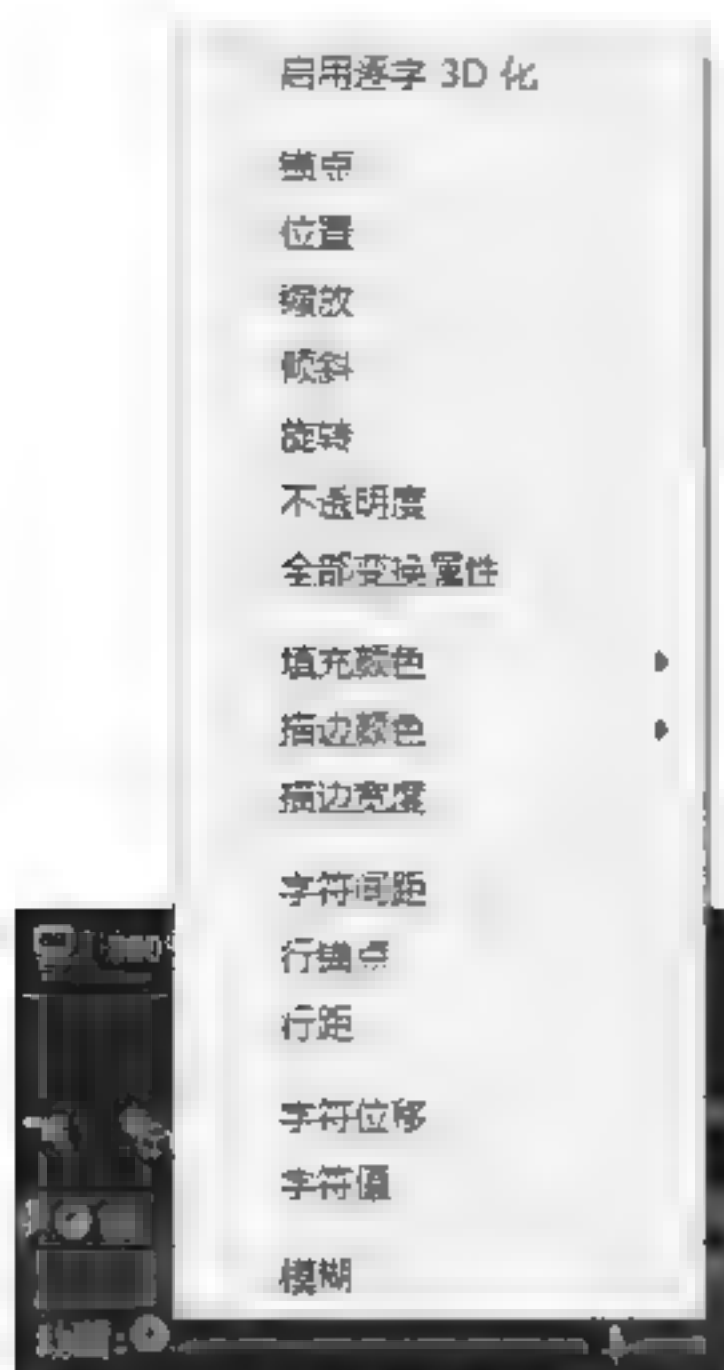 启用逐字 3D 化
锚点
位置
缩放
倾斜
旋转
不透明度
全部变换属性
填充颜色
描边颜色
描边宽度
字符间距
行锚点
行距
字符位移
字符值
模糊